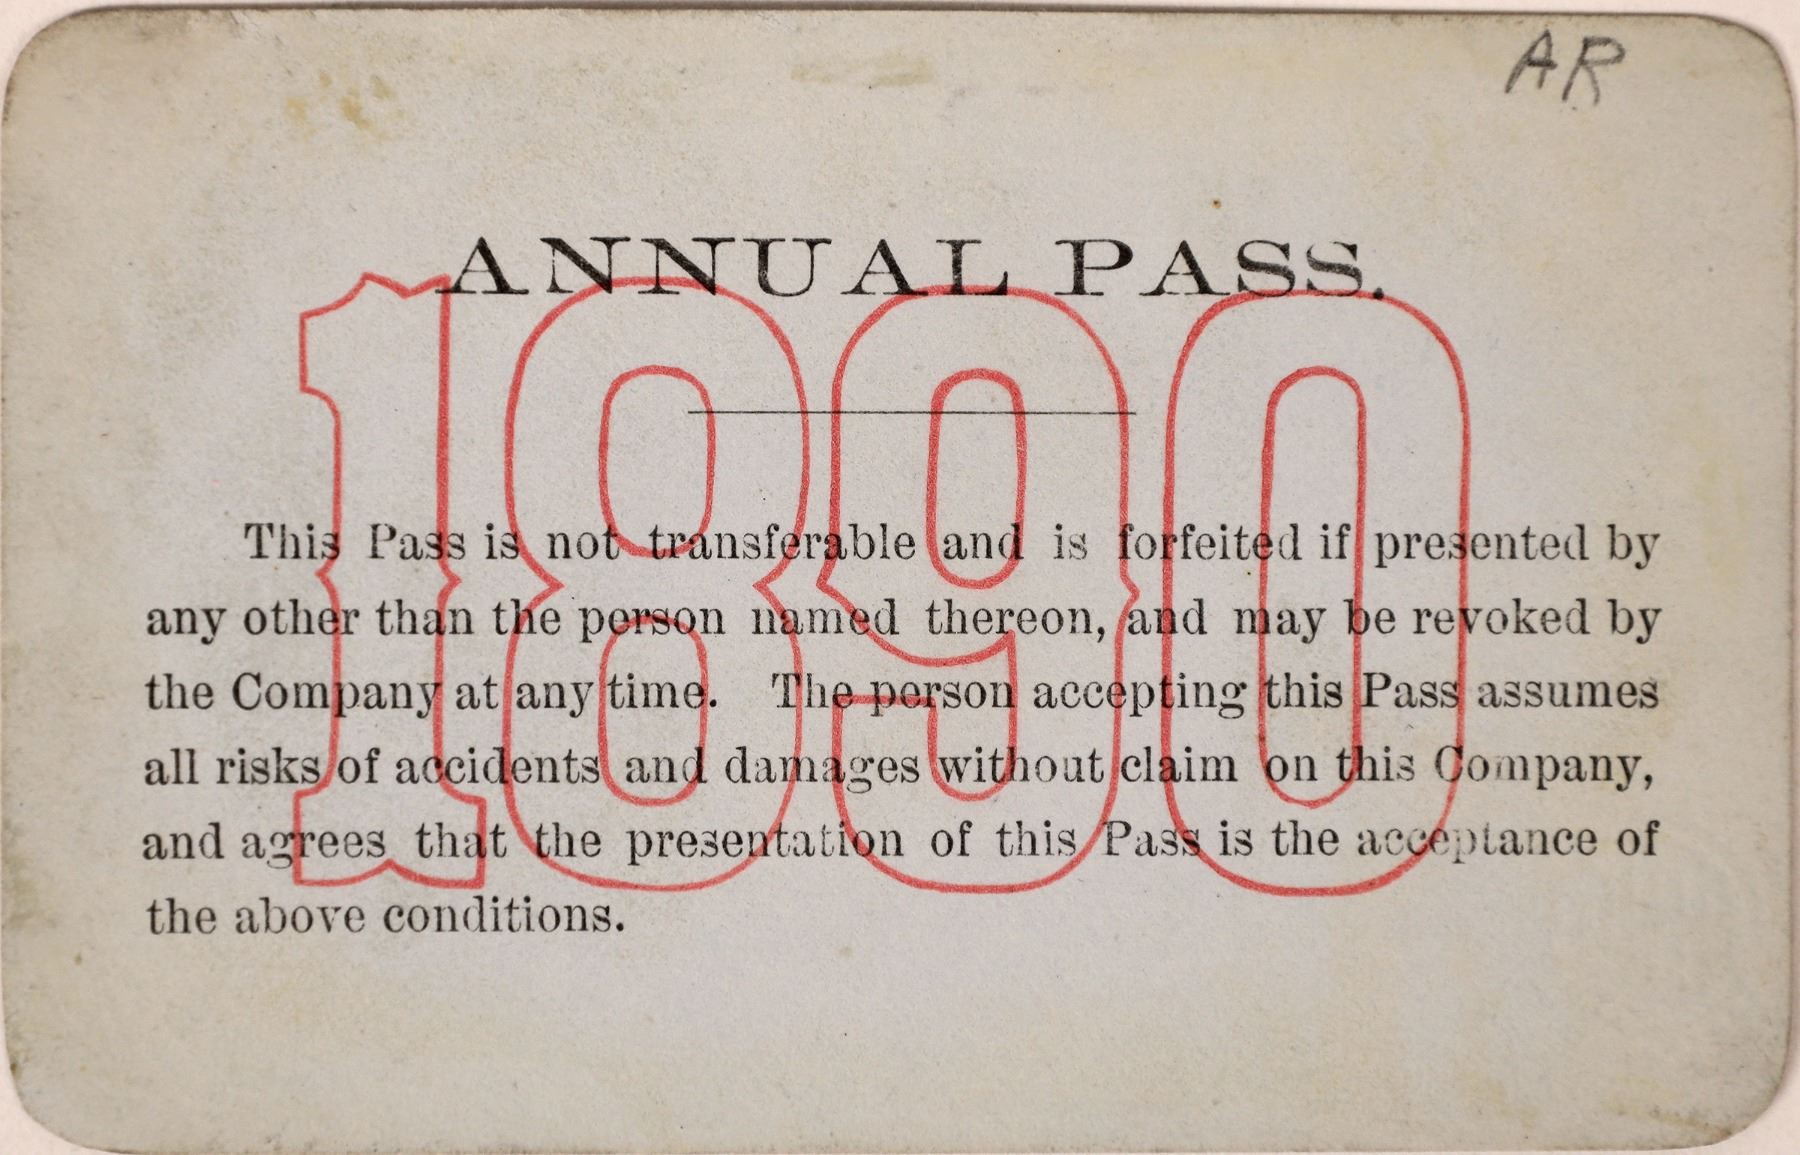 AR
ANNUAL PASS.
1890
This Pass is not transferable and is forfeited if presented by
any other than the person named thereon, and may be revoked by
the Company at any time. The person accepting this Pass assumes
all risks of accidents and damages without claim on this Company,
and agrees that the presentation of this Pass is the acceptance of
the above conditions.